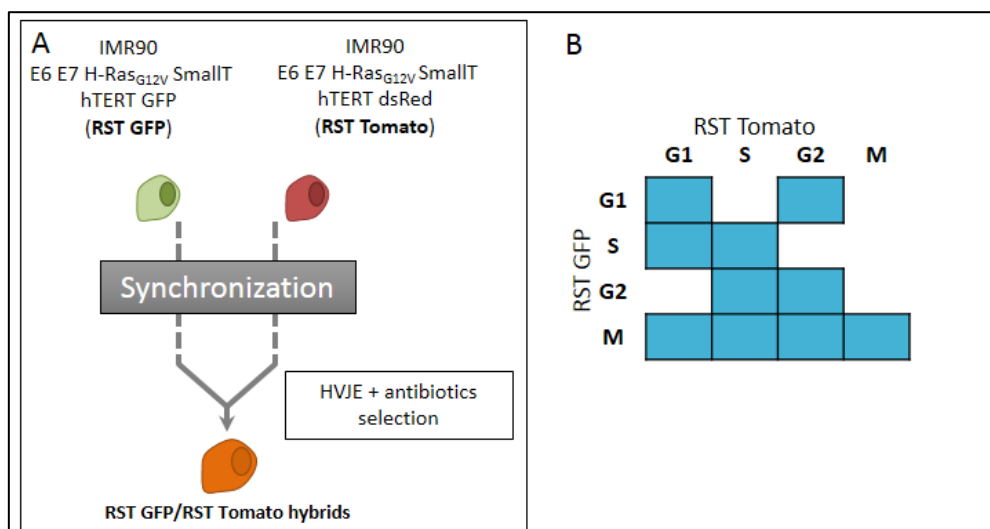 A
IMR90
E6 E7 H-RasG12V SmallT
hTERT GFP
(RST GFP)
IMR90
E6 E7 H-RasG12V SmallT
hTERT dsRed
(RST Tomato)
Synchronization
HVJE + antibiotics
selection
RST GFP/RST Tomato hybrids
B
RST Tomato
G1 S G2 M
RST GFP
G1
S
G2
M